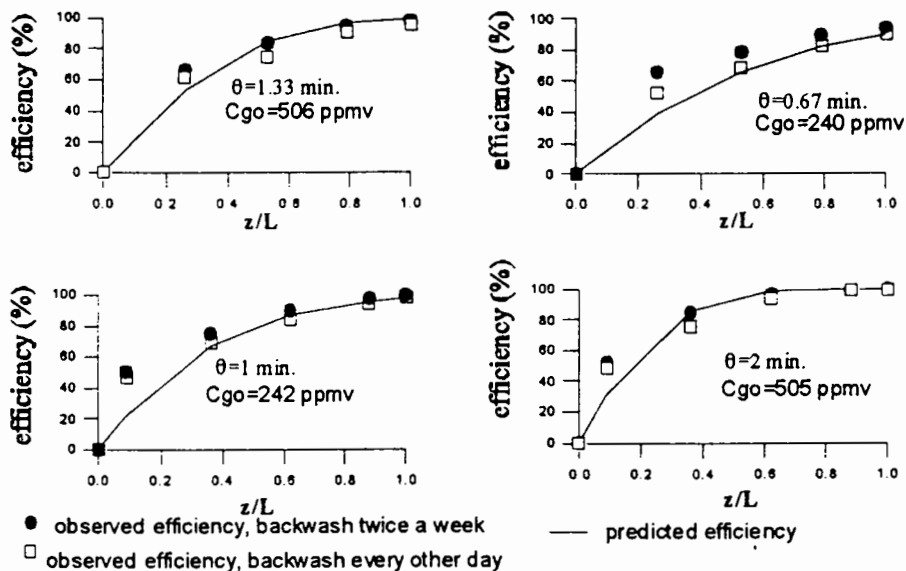 efficiency (%)
100
80
60
40
20
0
θ=1.33 min.
Cgo=506 ppmv
0.0 0.2 0.4 0.6 0.8 1.0
z/L
efficiency (%)
100
80
60
40
20
0
θ=0.67 min.
Cgo=240 ppmv
0.0 0.2 0.4 0.6 0.8 1.0
z/L
efficiency (%)
100
80
60
40
20
0
θ=1 min.
Cgo=242 ppmv
0.0 0.2 0.4 0.6 0.8 1.0
z/L
efficiency (%)
100
80
60
40
20
0
θ=2 min.
Cgo=505 ppmv
0.0 0.2 0.4 0.6 0.8 1.0
z/L
observed efficiency, backwash twice a week
predicted efficiency
observed efficiency, backwash every other day